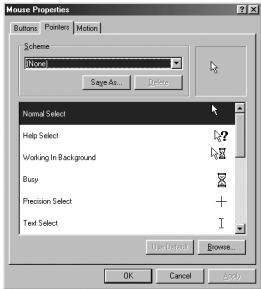 Mouse Properties
Buttons Pointers Motion
Scheme
(None)
Save As... Delete
Normal Select
Help Select
Working In Background
Busy
Precision Select
Text Select
Use Default Browse...
OK Cancel Apply